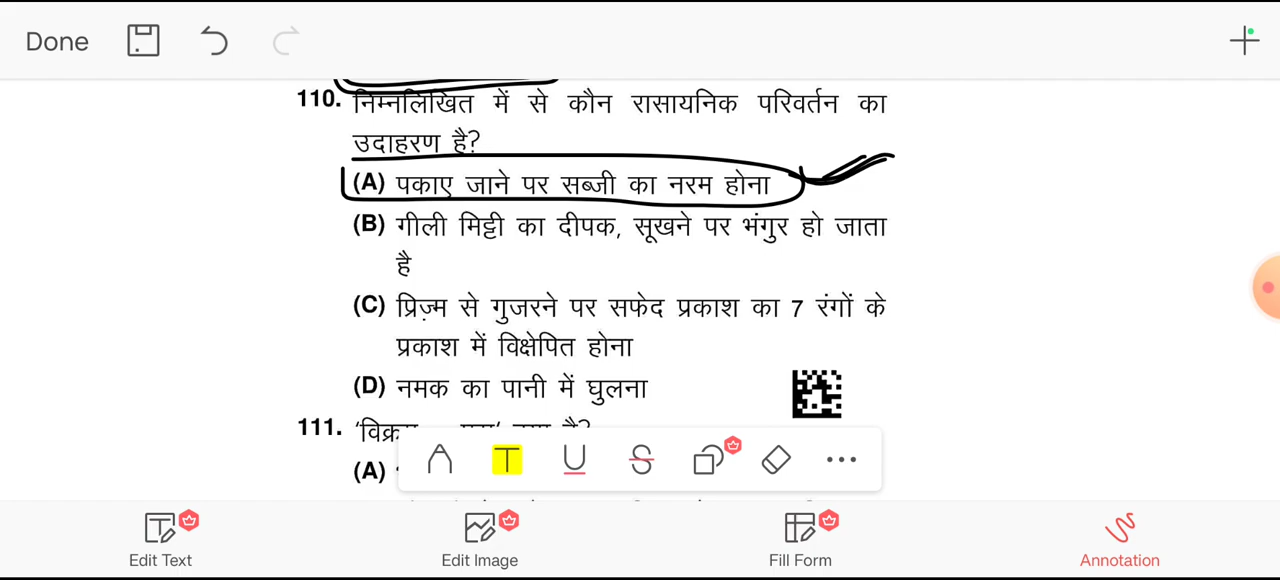 Done
110. निम्नलिखित में से कौन रासायनिक परिवर्तन का
उदाहरण है?
(A) पकाए जाने पर सब्जी का नरम होना
(B) गीली मिट्टी का दीपक, सूखने पर भंगुर हो जाता
है
(C) प्रिज़्म से गुजरने पर सफेद प्रकाश का 7 रंगों के
प्रकाश में विक्षेपित होना
(D) नमक का पानी में घुलना
111.
(A)
Edit Text
Edit Image
Fill Form
Annotation